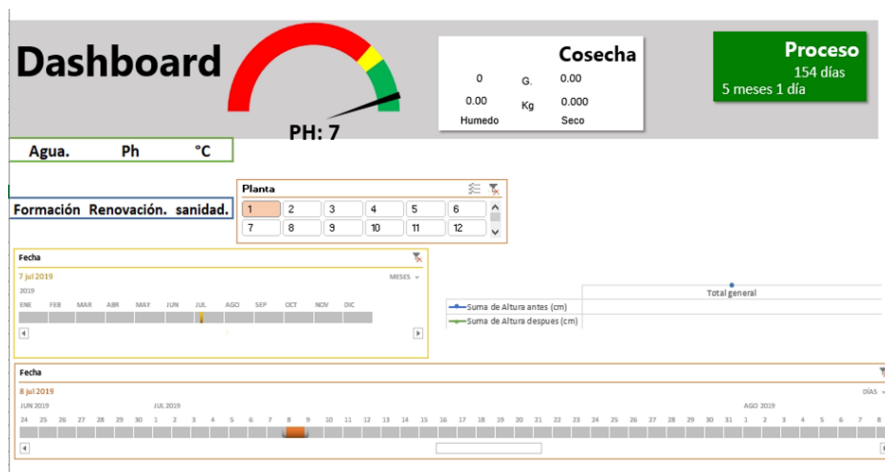 Dashboard
PH: 7
Cosecha
0 G. 0.00
0.00 Kg 0.000
Humedo Seco
Proceso
154 días
5 meses 1 día
Agua. Ph °C
Formación Renovación. sanidad.
Planta
1 2 3 4 5 6
7 8 9 10 11 12
Fecha
7 jul 2019
MESES
2019
ENE FEB MAR ABR MAY JUN JUL AGO SEP OCT NOV DIC
Total general
Suma de Altura antes (cm)
Suma de Altura despues (cm)
Fecha
8 jul 2019
DÍAS
JUN 2019 JUL 2019 AGO 2019
24 25 26 27 28 29 30 1 2 3 4 5 6 7 8 9 10 11 12 13 14 15 16 17 18 19 20 21 22 23 24 25 26 27 28 29 30 31 1 2 3 4 5 6 7 8